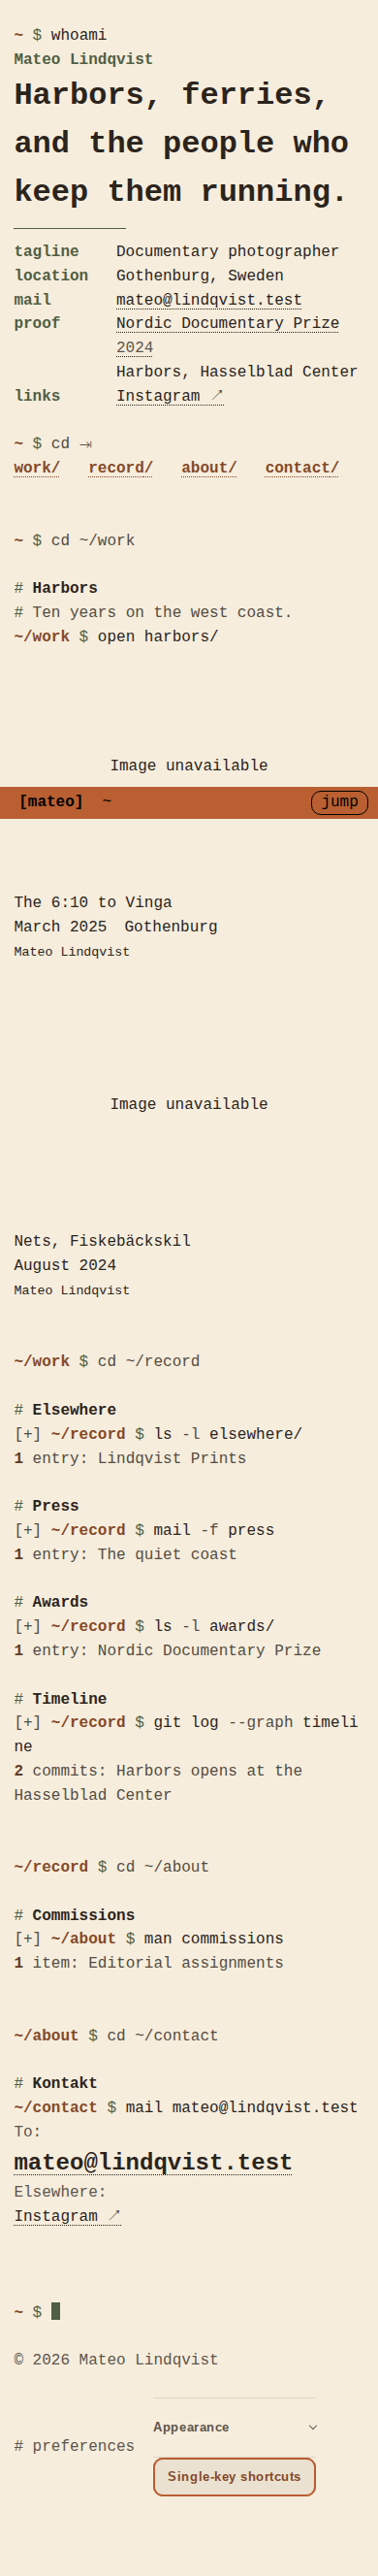 ~ $ whoami
Mateo Lindqvist
Harbors, ferries,
and the people who
keep them running.
tagline Documentary photographer
location Gothenburg, Sweden
mail mateo@lindqvist.test
proof Nordic Documentary Prize
2024
Harbors, Hasselblad Center
links Instagram ↗
~ $ cd ⇥
work/ record/ about/ contact/
~ $ cd ~/work
# Harbors
# Ten years on the west coast.
~/work $ open harbors/
Image unavailable
[mateo] ~ jump
The 6:10 to Vinga
March 2025 Gothenburg
Mateo Lindqvist
Image unavailable
Nets, Fiskebäckskil
August 2024
Mateo Lindqvist
~/work $ cd ~/record
# Elsewhere
[+] ~/record $ ls -l elsewhere/
1 entry: Lindqvist Prints
# Press
[+] ~/record $ mail -f press
1 entry: The quiet coast
# Awards
[+] ~/record $ ls -l awards/
1 entry: Nordic Documentary Prize
# Timeline
[+] ~/record $ git log --graph timeli
ne
2 commits: Harbors opens at the
Hasselblad Center
~/record $ cd ~/about
# Commissions
[+] ~/about $ man commissions
1 item: Editorial assignments
~/about $ cd ~/contact
# Kontakt
~/contact $ mail mateo@lindqvist.test
To:
mateo@lindqvist.test
Elsewhere:
Instagram ↗
~ $
© 2026 Mateo Lindqvist
Appearance
# preferences
Single-key shortcuts